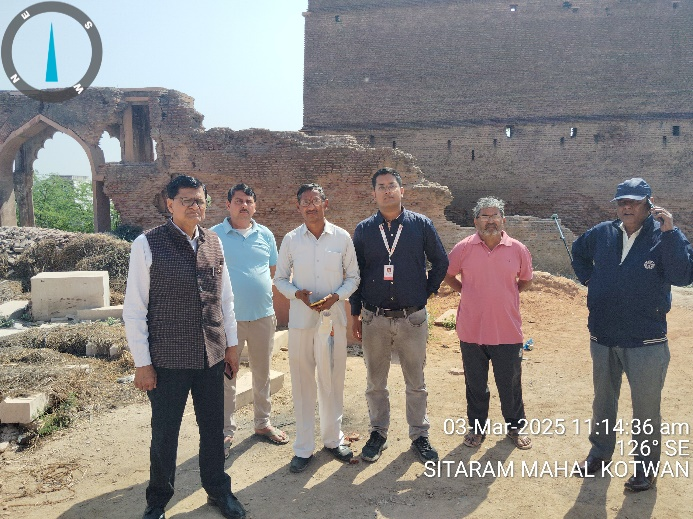 E
S
N
W
03-Mar-2025 11:14:36 am
126° SE
SITARAM MAHAL KOTWAN